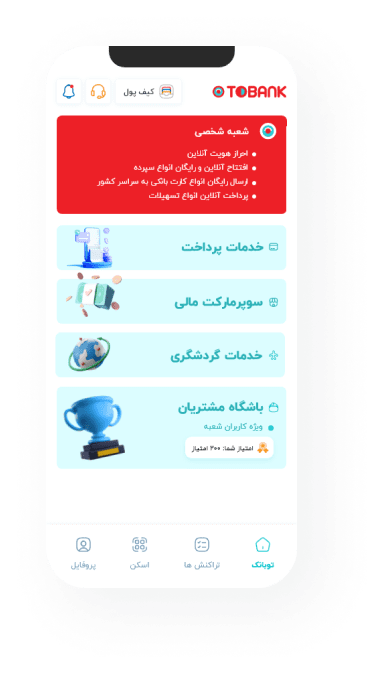 TOBANK
کیف پول
شعبه شخصی
احراز هویت آنلاین
افتتاح آنلاین و رایگان انواع سپرده
ارسال رایگان انواع کارت بانکی به سراسر کشور
پرداخت آنلاین انواع تسهیلات
خدمات پرداخت
سوپرمارکت مالی
خدمات گردشگری
باشگاه مشتریان
ویژه کاربران شعبه
امتیاز شما: ۲۰۰ امتیاز
توبانک
تراکنش ها
اسکن
پروفایل